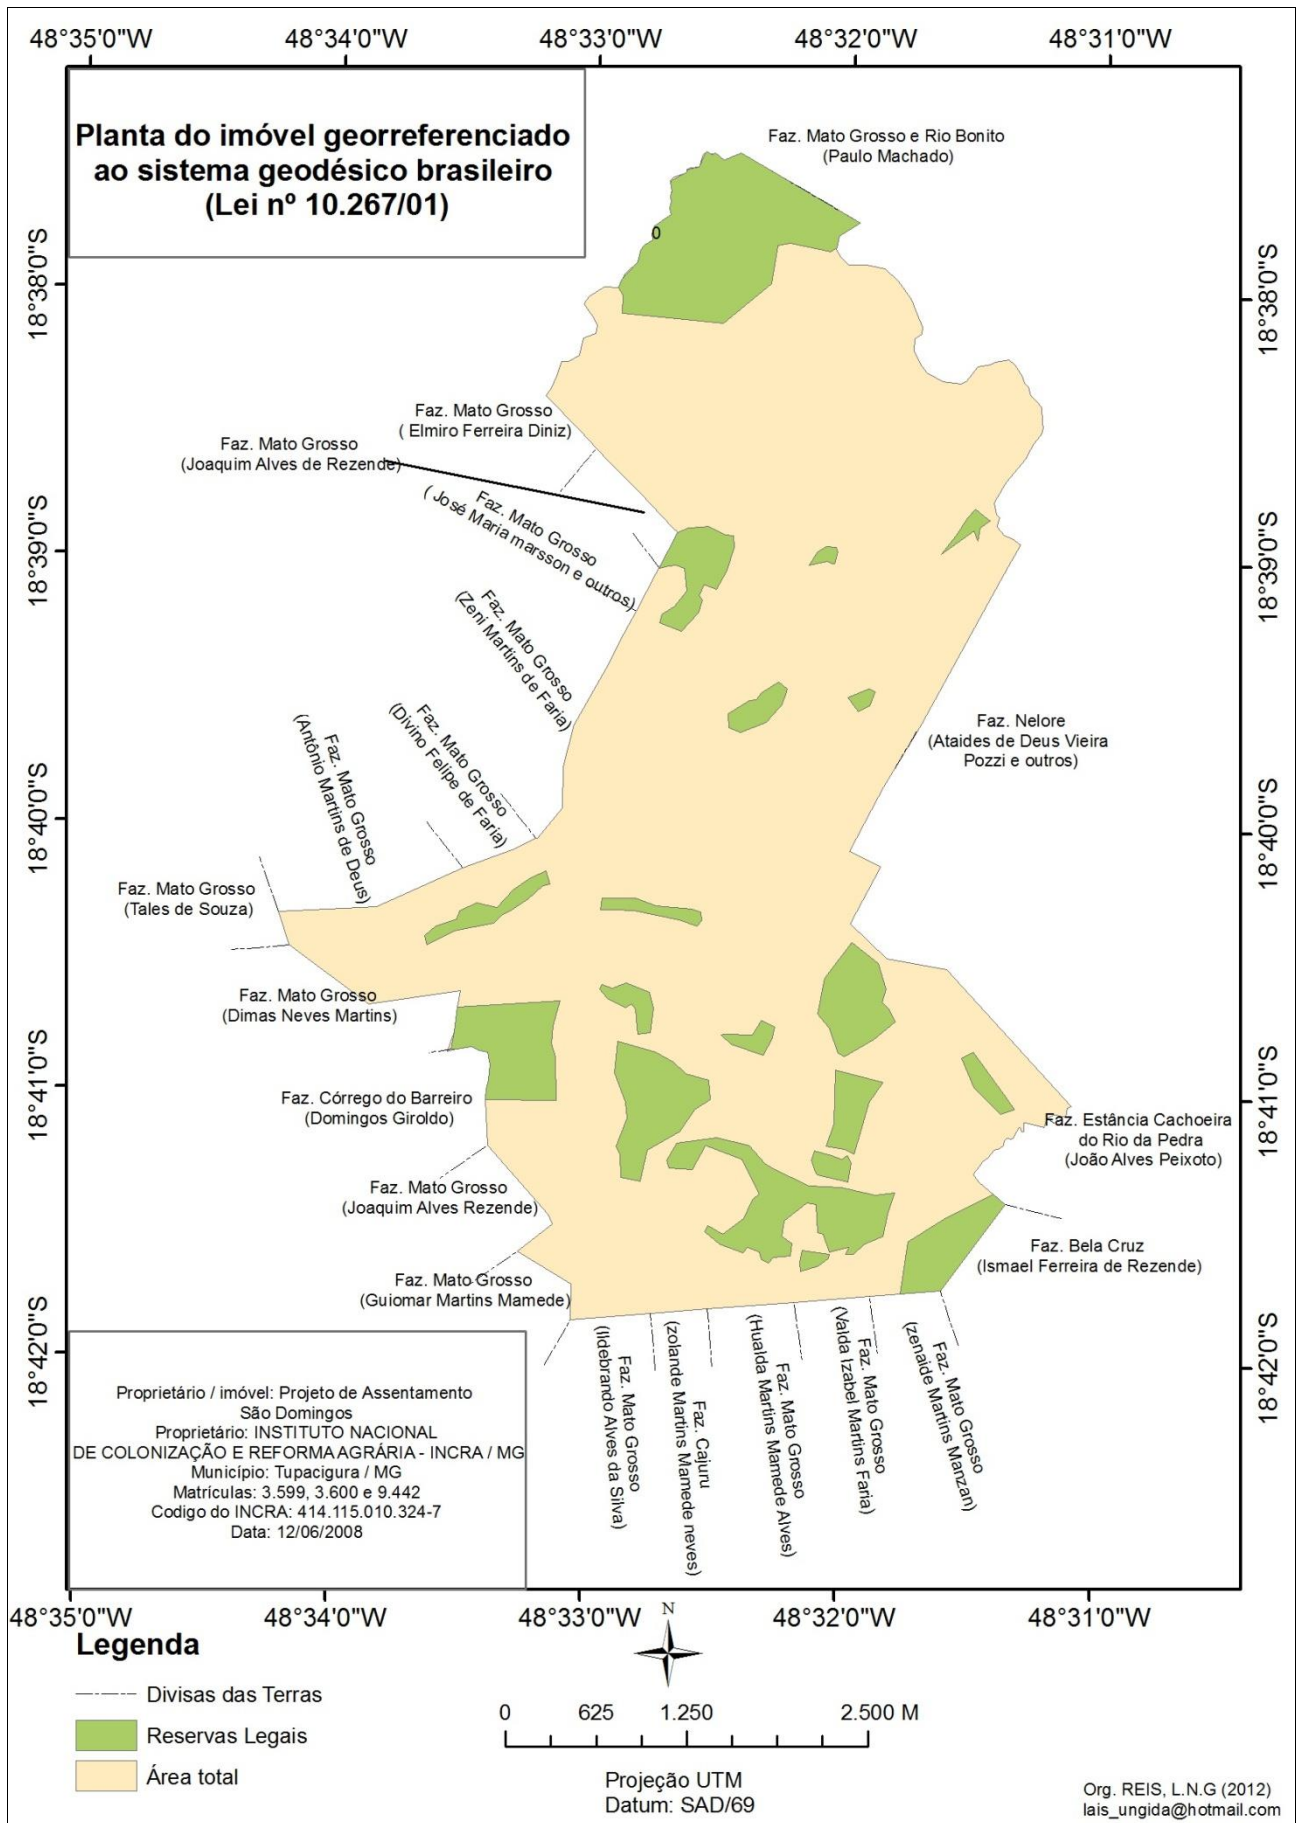 48°35'0"W 48°34'0"W 48°33'0"W 48°32'0"W 48°31'0"W
Planta do imóvel georreferenciado
ao sistema geodésico brasileiro
(Lei nº 10.267/01)
Faz. Mato Grosso e Rio Bonito
(Paulo Machado)
0
18°38'0"S
18°38'0"S
Faz. Mato Grosso
( Elmiro Ferreira Diniz)
Faz. Mato Grosso
(Joaquim Alves de Rezende)
Faz. Mato Grosso
( José Maria marsson e outros)
18°39'0"S
18°39'0"S
Faz. Mato Grosso
(Zeni Martins de Faria)
Faz. Mato Grosso
(Divino Felipe de Faria)
Faz. Mato Grosso
(Antônio Martins de Deus)
Faz. Nelore
(Ataides de Deus Vieira
Pozzi e outros)
18°40'0"S
18°40'0"S
Faz. Mato Grosso
(Tales de Souza)
Faz. Mato Grosso
(Dimas Neves Martins)
18°41'0"S
18°41'0"S
Faz. Córrego do Barreiro
(Domingos Giroldo)
Faz. Estância Cachoeira
do Rio da Pedra
(João Alves Peixoto)
Faz. Mato Grosso
(Joaquim Alves Rezende)
Faz. Bela Cruz
(Ismael Ferreira de Rezende)
Faz. Mato Grosso
(Guiomar Martins Mamede)
18°42'0"S
18°42'0"S
Faz. Mato Grosso
(Ildebrando Alves da Silva)
Faz. Cajuru
(zolande Martins Mamede neves)
Faz. Mato Grosso
(Hualda Martins Mamede Alves)
Faz. Mato Grosso
(Valda Izabel Martins Faria)
Faz. Mato Grosso
(zenaide Martins Manzan)
Proprietário / imóvel: Projeto de Assentamento
São Domingos
Proprietário: INSTITUTO NACIONAL
DE COLONIZAÇÃO E REFORMA AGRÁRIA - INCRA / MG
Município: Tupacigura / MG
Matrículas: 3.599, 3.600 e 9.442
Codigo do INCRA: 414.115.010.324-7
Data: 12/06/2008
48°35'0"W 48°34'0"W 48°33'0"W 48°32'0"W 48°31'0"W
Legenda
N
Divisas das Terras
Reservas Legais
Área total
0 625 1.250 2.500 M
Projeção UTM
Datum: SAD/69
Org. REIS, L.N.G (2012)
lais_ungida@hotmail.com